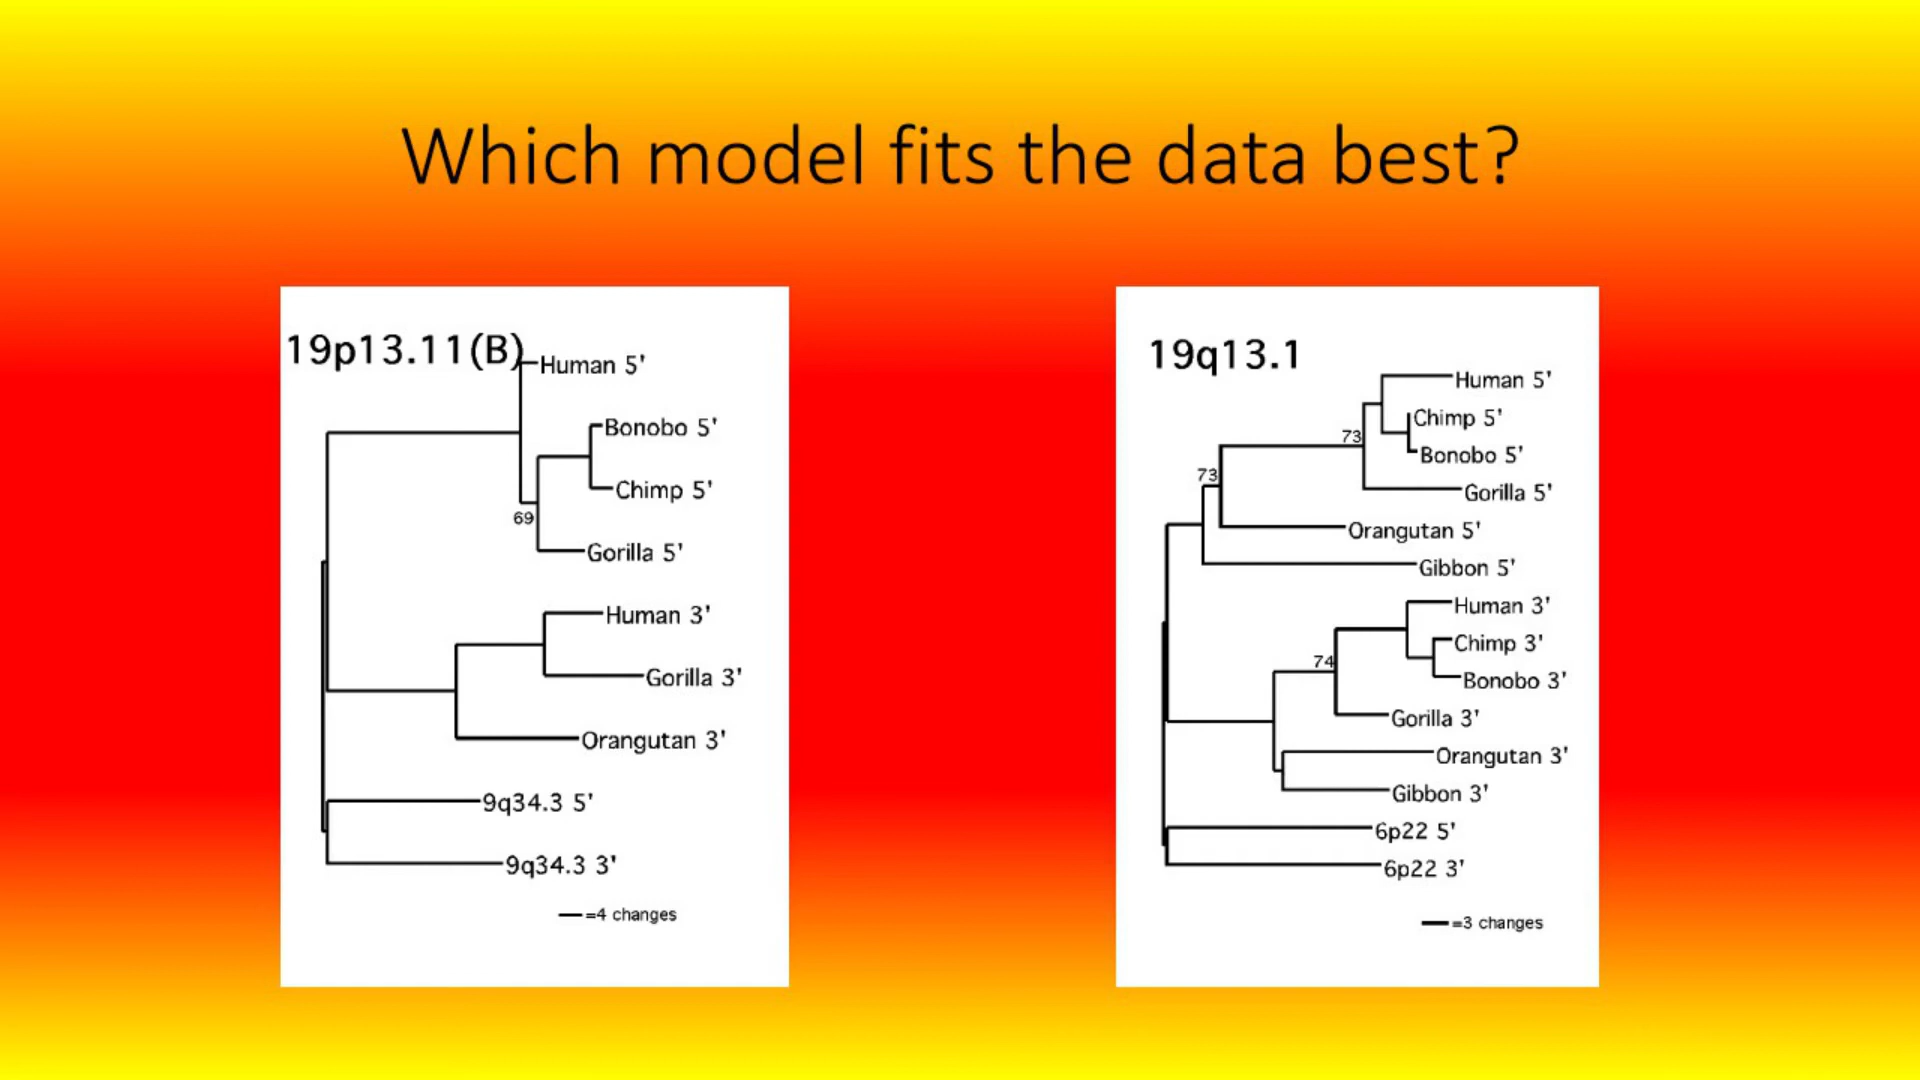 Which model fits the data best?
19p13.11(B)
Human 5'
Bonobo 5'
Chimp 5'
69
Gorilla 5'
Human 3'
Gorilla 3'
Orangutan 3'
9q34.3 5'
9q34.3 3'
=4 changes
19q13.1
Human 5'
Chimp 5'
73
Bonobo 5'
73
Gorilla 5'
Orangutan 5'
Gibbon 5'
Human 3'
Chimp 3'
74
Bonobo 3'
Gorilla 3'
Orangutan 3'
Gibbon 3'
6p22 5'
6p22 3'
=3 changes